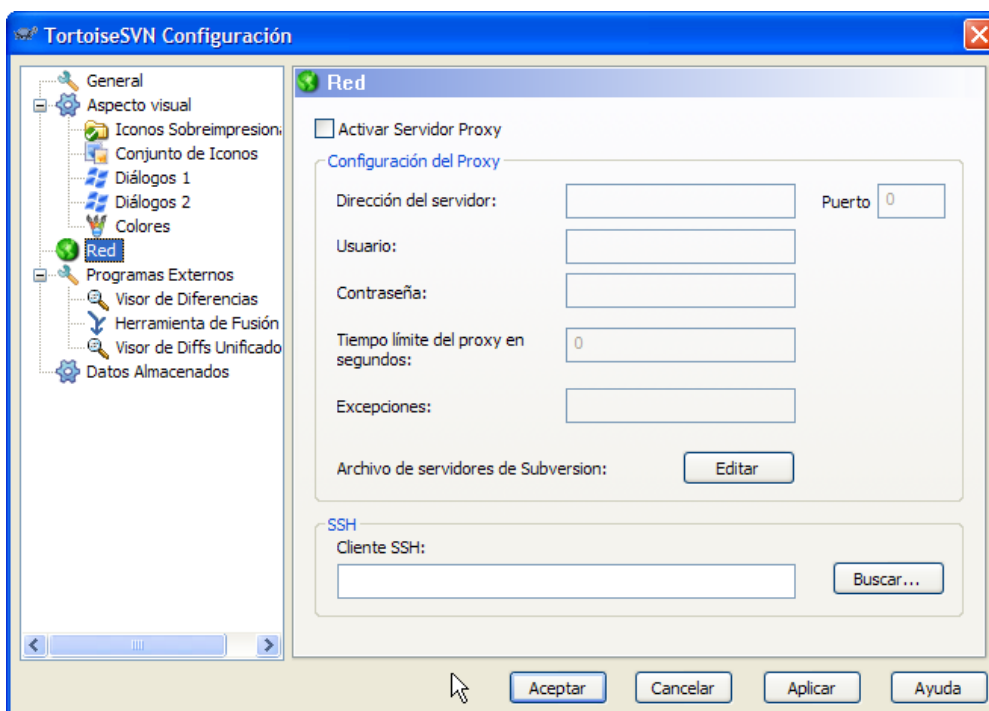 TortoiseSVN Configuración
General
Aspecto visual
Iconos Sobreimpresion
Conjunto de Iconos
Diálogos 1
Diálogos 2
Colores
Red
Programas Externos
Visor de Diferencias
Herramienta de Fusión
Visor de Diffs Unificado
Datos Almacenados
Red
Activar Servidor Proxy
Configuración del Proxy
Dirección del servidor:
Puerto 0
Usuario:
Contraseña:
Tiempo límite del proxy en
segundos:
0
Excepciones:
Archivo de servidores de Subversion:
Editar
SSH
Cliente SSH:
Buscar...
Aceptar
Cancelar
Aplicar
Ayuda